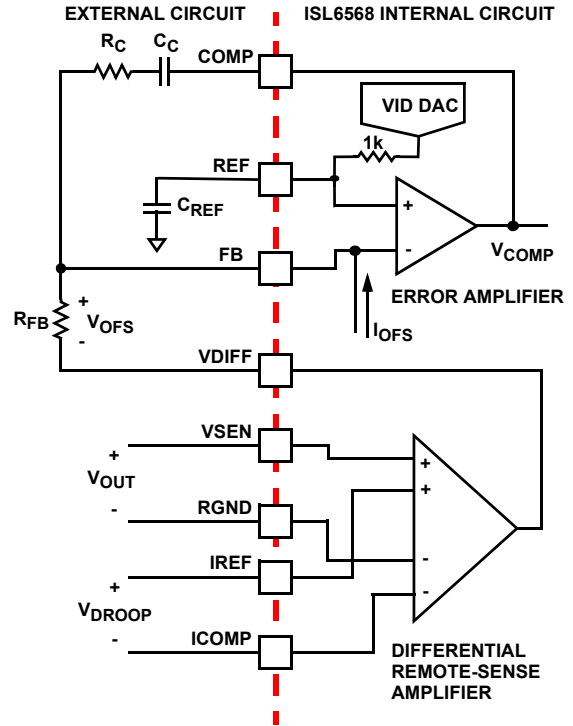 EXTERNAL CIRCUIT
ISL6568 INTERNAL CIRCUIT
RC
CC
COMP
VID DAC
1k
REF
CREF
+
-
VCOMP
FB
ERROR AMPLIFIER
IOFS
RFB
+
VOFS
-
VDIFF
VSEN
+
VOUT
-
RGND
IREF
+
VDROOP
-
ICOMP
+
+
-
-
DIFFERENTIAL
REMOTE-SENSE
AMPLIFIER